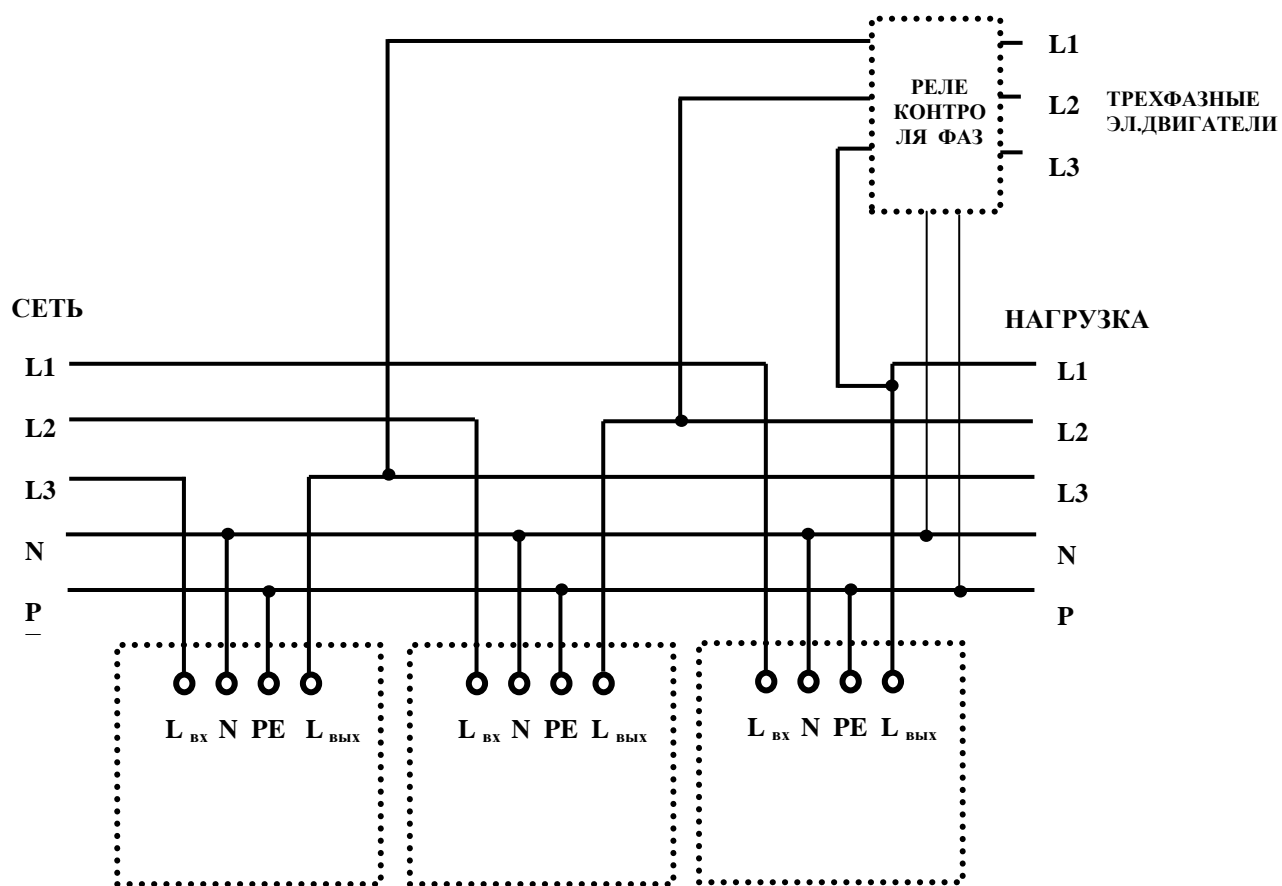 L1
РЕЛЕ
КОНТРО
ЛЯ ФАЗ
L2
ТРЕХФАЗНЫЕ
ЭЛ.ДВИГАТЕЛИ
L3
СЕТЬ
НАГРУЗКА
L1
L1
L2
L2
L3
L3
N
N
P
P
L вх N PE L вых
L вх N PE L вых
L вх N PE L вых